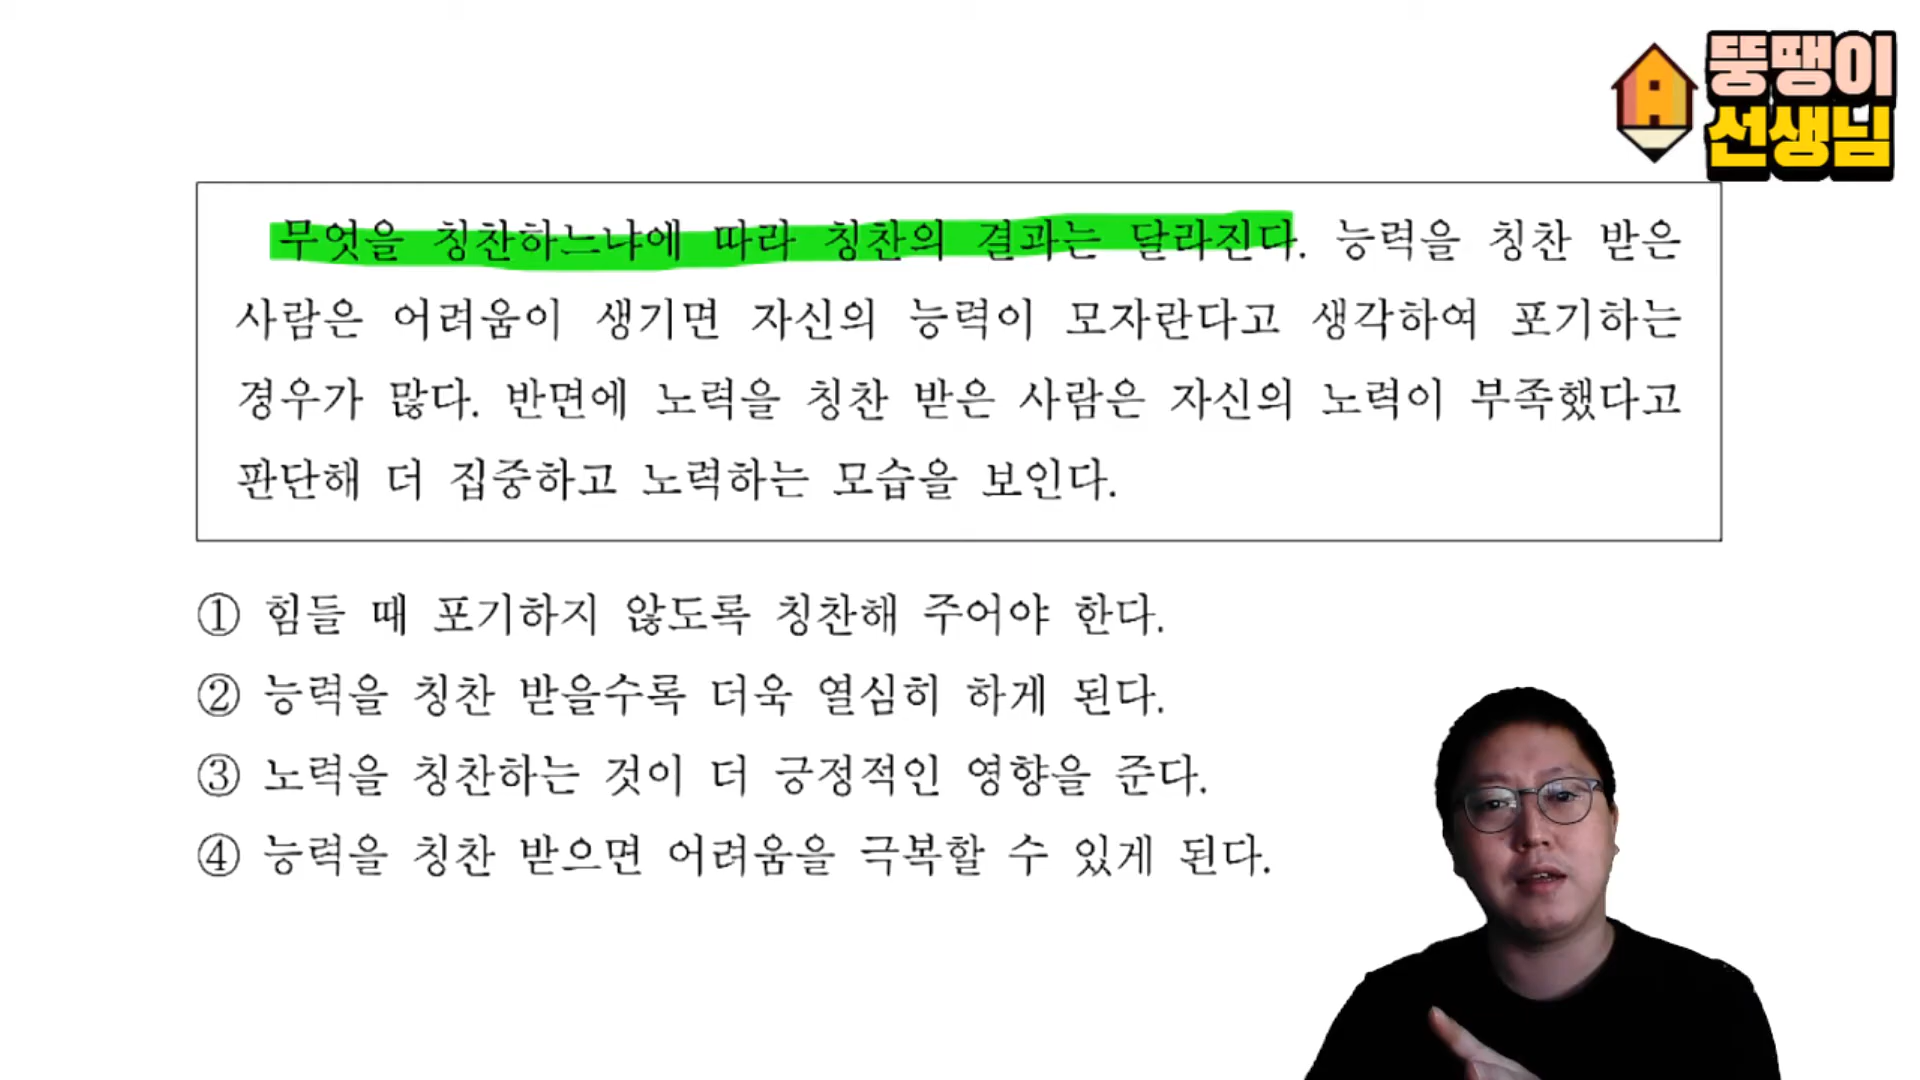 뚱땡이
선생님
무엇을 칭찬하느냐에 따라 칭찬의 결과는 달라진다. 능력을 칭찬 받은
사람은 어려움이 생기면 자신의 능력이 모자란다고 생각하여 포기하는
경우가 많다. 반면에 노력을 칭찬 받은 사람은 자신의 노력이 부족했다고
판단해 더 집중하고 노력하는 모습을 보인다.
① 힘들 때 포기하지 않도록 칭찬해 주어야 한다.
② 능력을 칭찬 받을수록 더욱 열심히 하게 된다.
③ 노력을 칭찬하는 것이 더 긍정적인 영향을 준다.
④ 능력을 칭찬 받으면 어려움을 극복할 수 있게 된다.